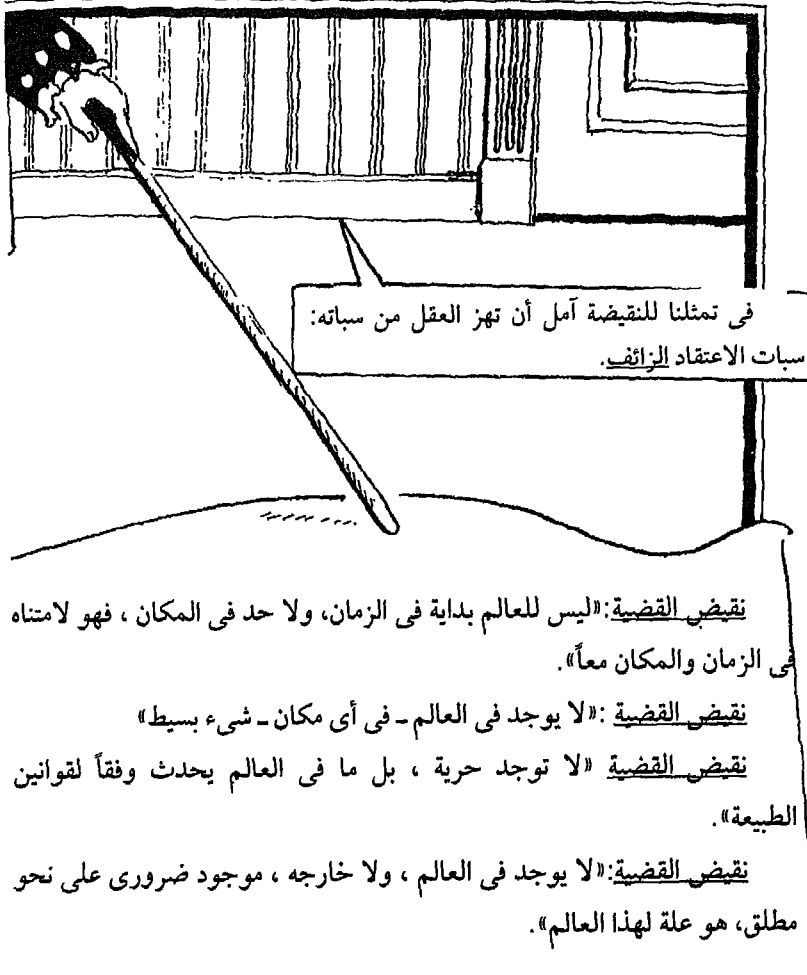 فى تمثلنا للنقيضة آمل أن تهز العقل من سباته:
سبات الاعتقاد الزائف.
نقيض القضية:«ليس للعالم بداية فى الزمان، ولا حد فى المكان ، فهو لامتناه
فى الزمان والمكان معاً».
نقيض القضية :«لا يوجد فى العالم ـ فى أى مكان ـ شىء بسيط»
نقيض القضية «لا توجد حرية ، بل ما فى العالم يحدث وفقاً لقوانين
الطبيعة».
نقيض القضية:«لا يوجد فى العالم ، ولا خارجه ، موجود ضرورى على نحو
مطلق، هو علة لهذا العالم».